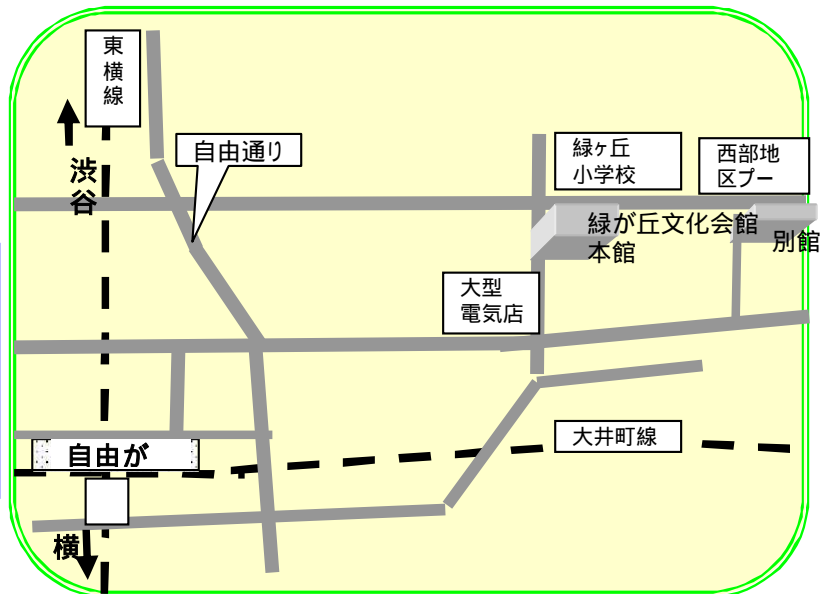 東
横
線
渋
谷
自由通り
緑ヶ丘
小学校
西部地
区プー
緑が丘文化会館
本館
別館
大型
電気店
大井町線
自由が
横